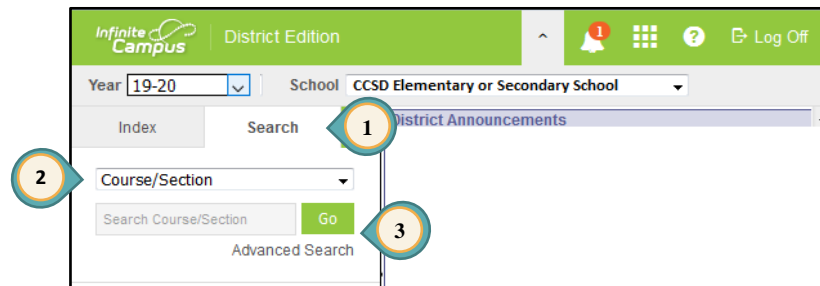 Infinite Campus District Edition 1 ? Log Off
Year 19-20 School CCSD Elementary or Secondary School
Index Search 1 District Announcements
2 Course/Section
Search Course/Section Go 3
Advanced Search